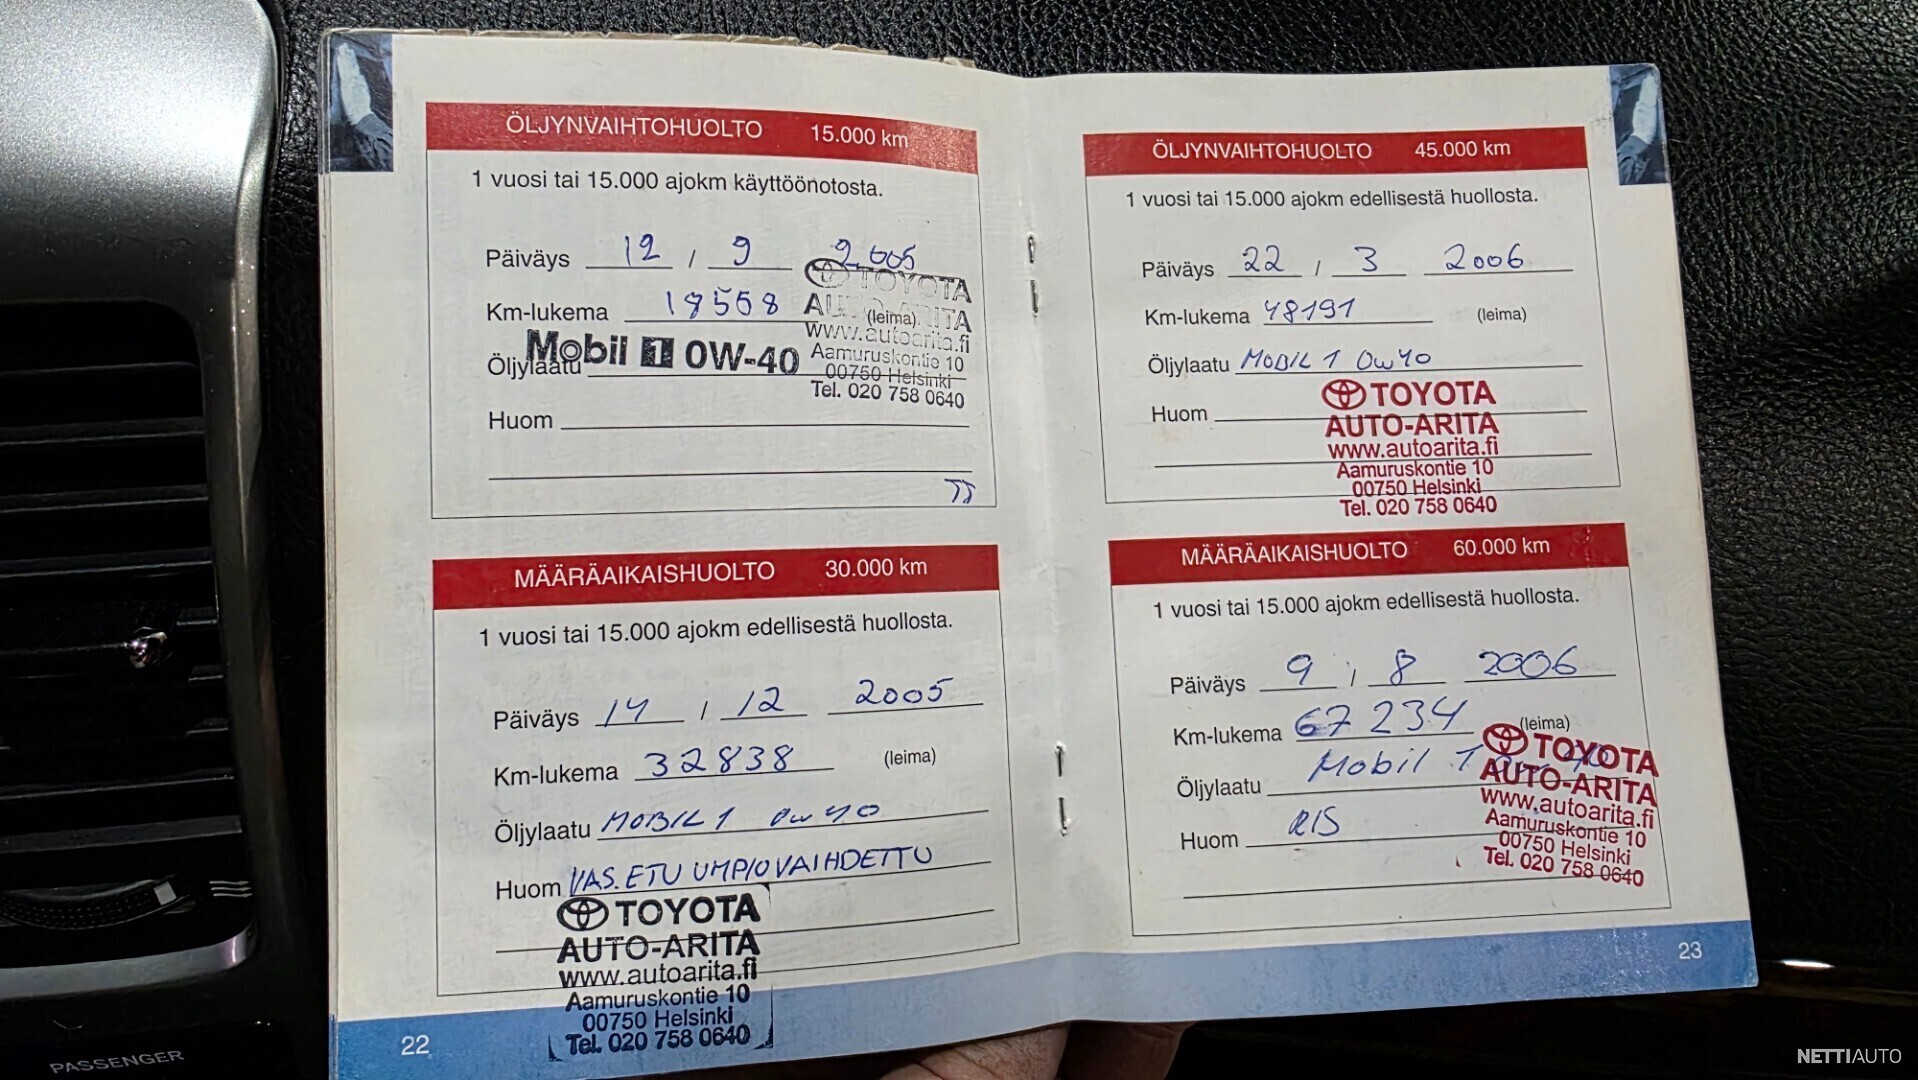 ÖLJYNVAIHTOHUOLTO 15.000 km
1 vuosi tai 15.000 ajokm käyttöönotosta.
Päiväys 12 / 9 2005
Km-lukema 18568 (leima)
Öljylaatu Mobil 1 0W-40
Huom
TOYOTA
AUTO-ARITA
www.autoarita.fi
Aamuruskontie 10
00750 Helsinki
Tel. 020 758 0640
MÄÄRÄAIKAISHUOLTO 30.000 km
1 vuosi tai 15.000 ajokm edellisestä huollosta.
Päiväys 14 / 12 2005
Km-lukema 32838 (leima)
Öljylaatu MOBIL 1 0w40
Huom VAS. ETU UMPIO VAIHDETTU
TOYOTA
AUTO-ARITA
www.autoarita.fi
Aamuruskontie 10
00750 Helsinki
Tel. 020 758 0640
22
ÖLJYNVAIHTOHUOLTO 45.000 km
1 vuosi tai 15.000 ajokm edellisestä huollosta.
Päiväys 22 / 3 2006
Km-lukema 48191 (leima)
Öljylaatu MOBIL 1 0w40
Huom
TOYOTA
AUTO-ARITA
www.autoarita.fi
Aamuruskontie 10
00750 Helsinki
Tel. 020 758 0640
MÄÄRÄAIKAISHUOLTO 60.000 km
1 vuosi tai 15.000 ajokm edellisestä huollosta.
Päiväys 9 / 8 2006
Km-lukema 67234 (leima)
Öljylaatu Mobil 1
Huom RIS
TOYOTA
AUTO-ARITA
www.autoarita.fi
Aamuruskontie 10
00750 Helsinki
Tel. 020 758 0640
23
PASSENGER
NETTIAUTO